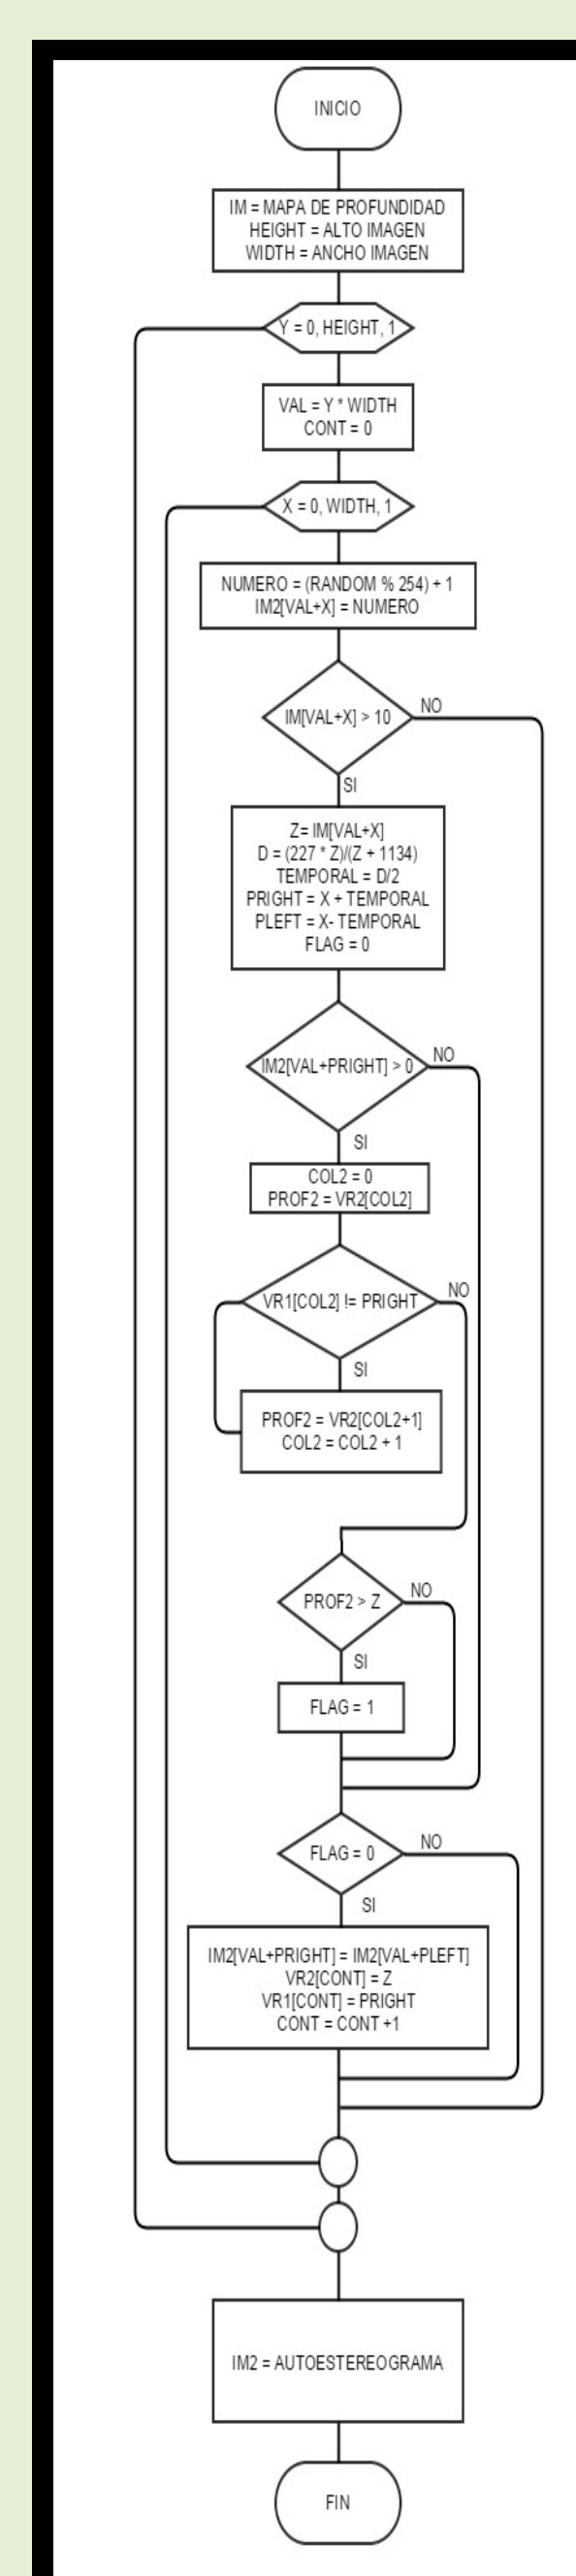 INICIO
IM = MAPA DE PROFUNDIDAD
HEIGHT = ALTO IMAGEN
WIDTH = ANCHO IMAGEN
Y = 0, HEIGHT, 1
VAL = Y * WIDTH
CONT = 0
X = 0, WIDTH, 1
NUMERO = (RANDOM % 254) + 1
IM2[VAL+X] = NUMERO
IM[VAL+X] > 10
NO
SI
Z= IM[VAL+X]
D = (227 * Z)/(Z + 1134)
TEMPORAL = D/2
PRIGHT = X + TEMPORAL
PLEFT = X- TEMPORAL
FLAG = 0
IM2[VAL+PRIGHT] > 0
NO
SI
COL2 = 0
PROF2 = VR2[COL2]
VR1[COL2] != PRIGHT
NO
SI
PROF2 = VR2[COL2+1]
COL2 = COL2 + 1
PROF2 > Z
NO
SI
FLAG = 1
FLAG = 0
NO
SI
IM2[VAL+PRIGHT] = IM2[VAL+PLEFT]
VR2[CONT] = Z
VR1[CONT] = PRIGHT
CONT = CONT +1
IM2 = AUTOESTEREOGRAMA
FIN